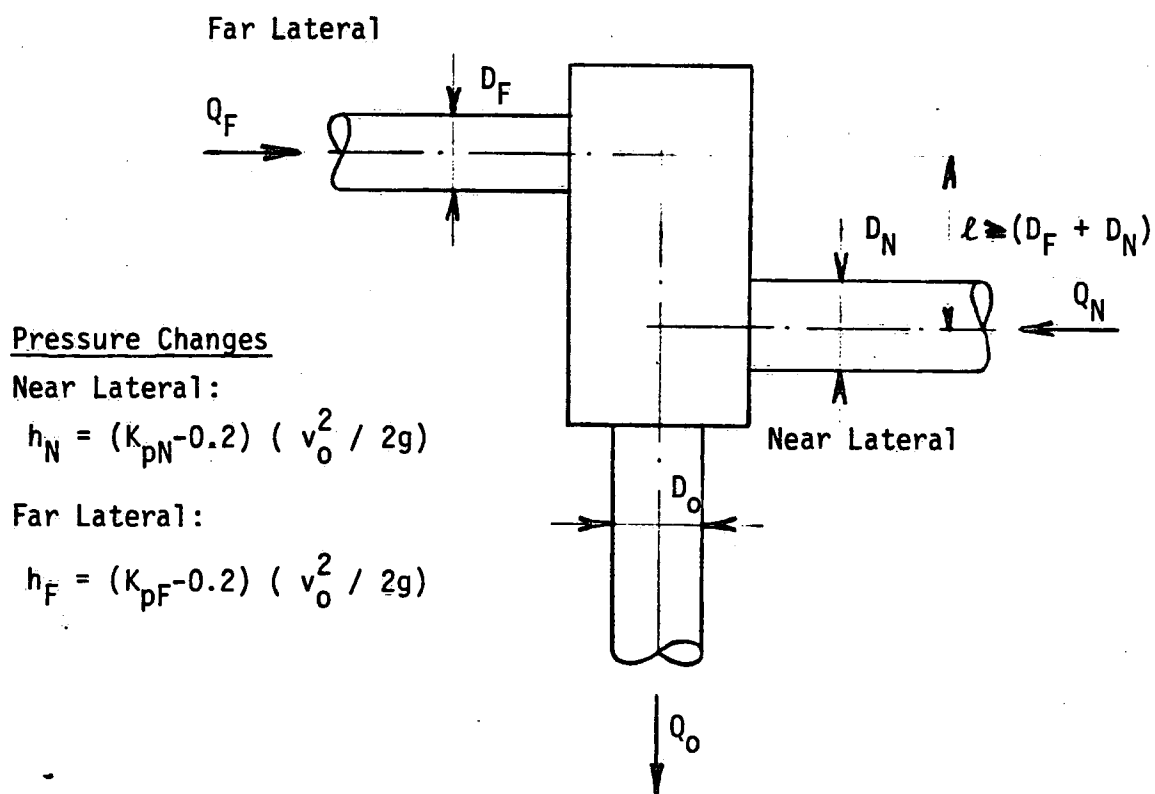 Far Lateral
D_F
Q_F
D_N
ℓ ≥ (D_F + D_N)
Q_N
Pressure Changes
Near Lateral:
h_N = (K_pN-0.2) ( v_o^2 / 2g)
Near Lateral
D_o
Far Lateral:
h_F = (K_pF-0.2) ( v_o^2 / 2g)
Q_o